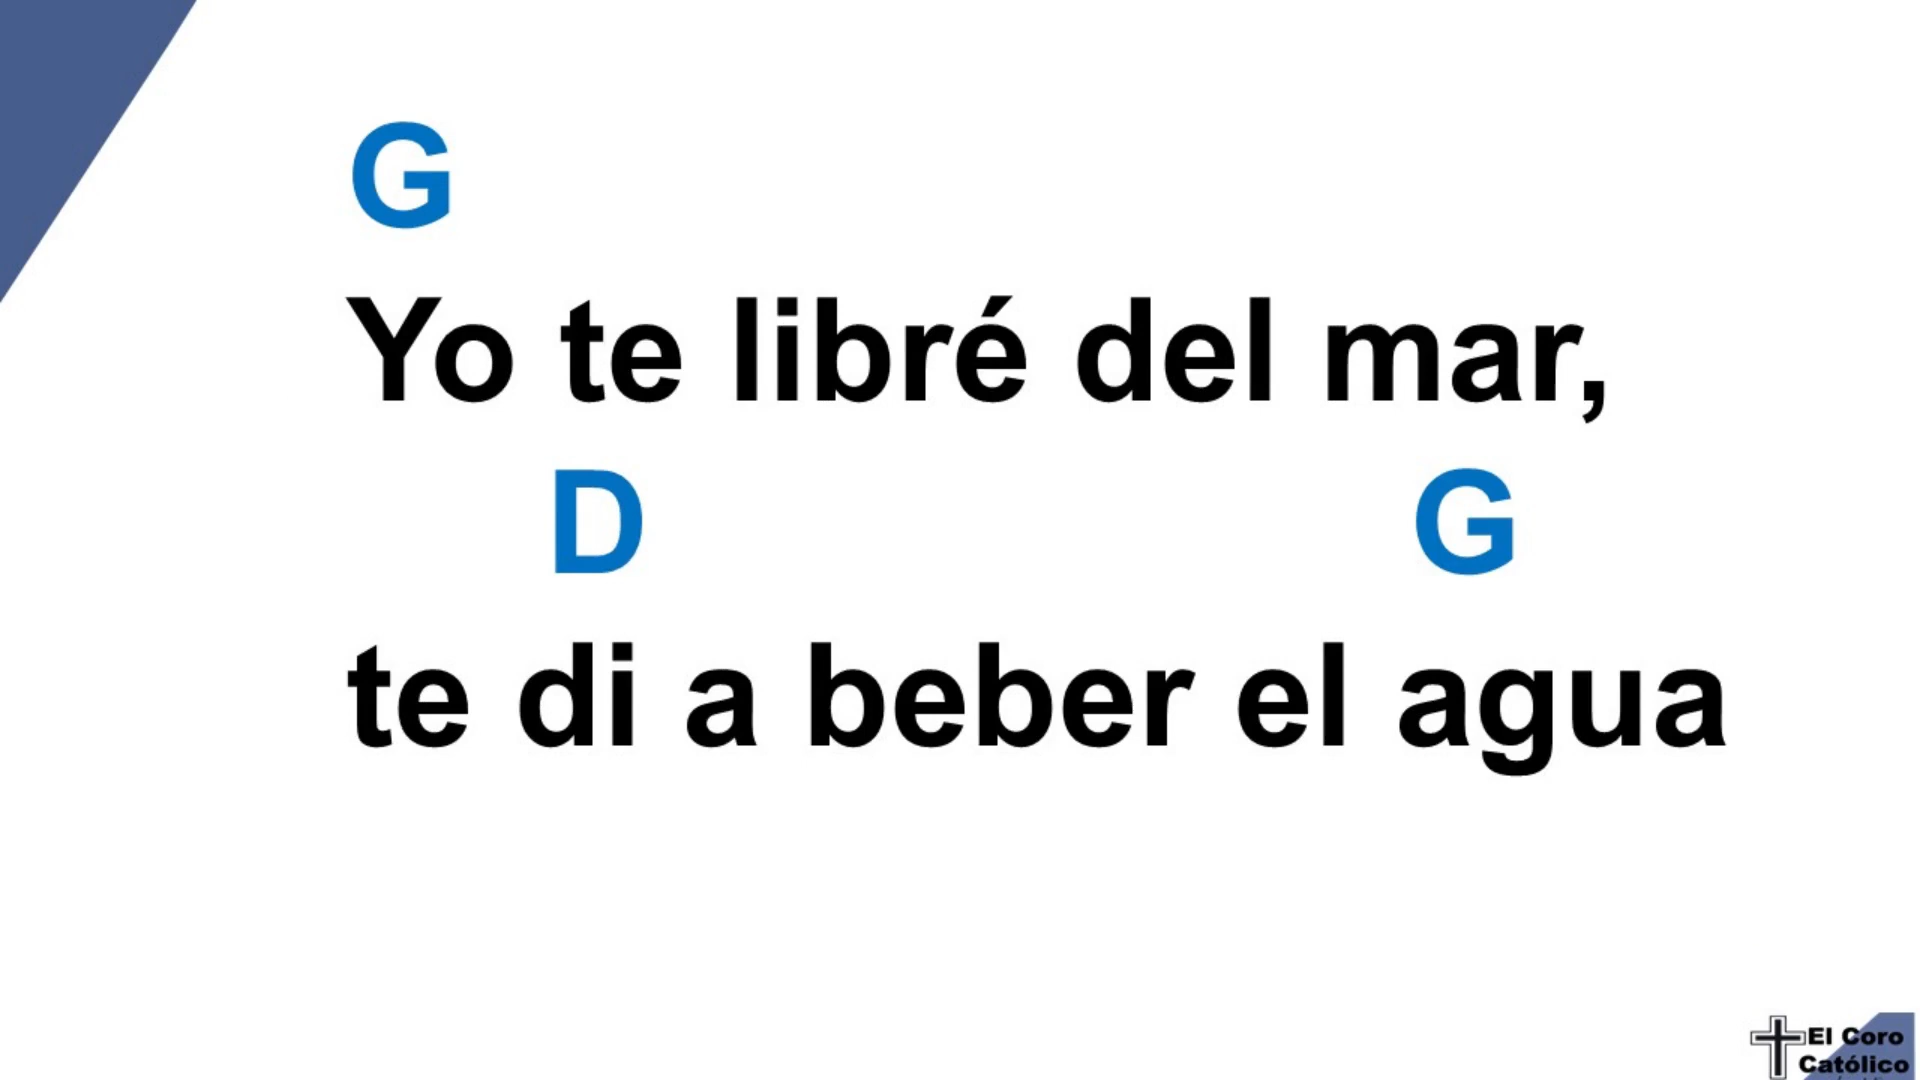 G
Yo te libré del mar,
D G
te di a beber el agua
El Coro
Católico